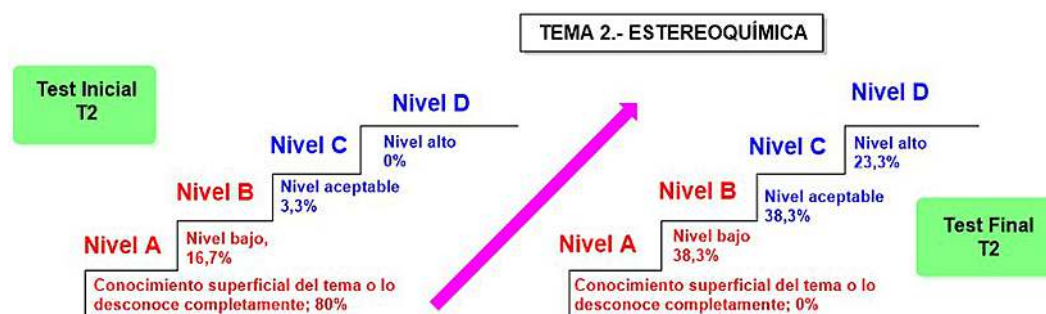 TEMA 2.- ESTEREOQUÍMICA
Test Inicial
T2
Nivel D
Nivel alto
0%
Nivel C
Nivel aceptable
3,3%
Nivel B
Nivel bajo,
16,7%
Nivel A
Conocimiento superficial del tema o lo
desconoce completamente; 80%
Nivel D
Nivel alto
23,3%
Nivel C
Nivel aceptable
38,3%
Nivel B
Nivel bajo
38,3%
Nivel A
Conocimiento superficial del tema o lo
desconoce completamente; 0%
Test Final
T2